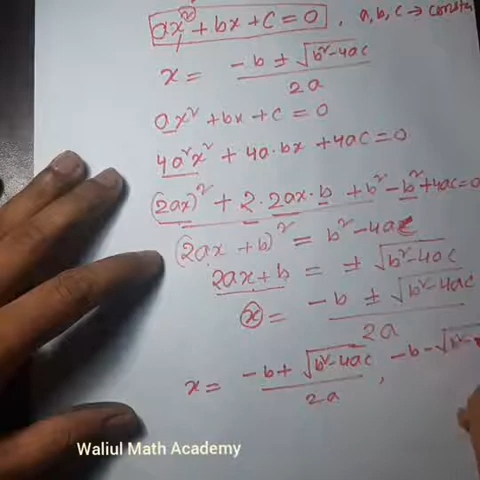 ax² + bx + c = 0 , a, b, c → consta
x = -b ± √b²-4ac / 2a
ax² + bx + c = 0
4a²x² + 4a·bx + 4ac = 0
(2ax)² + 2·2ax·b + b² - b² + 4ac = 0
(2ax + b)² = b² - 4ac
2ax + b = ± √b²-4ac
x = -b ± √b²-4ac / 2a
x = -b + √b²-4ac / 2a , -b - √b²-
Waliul Math Academy